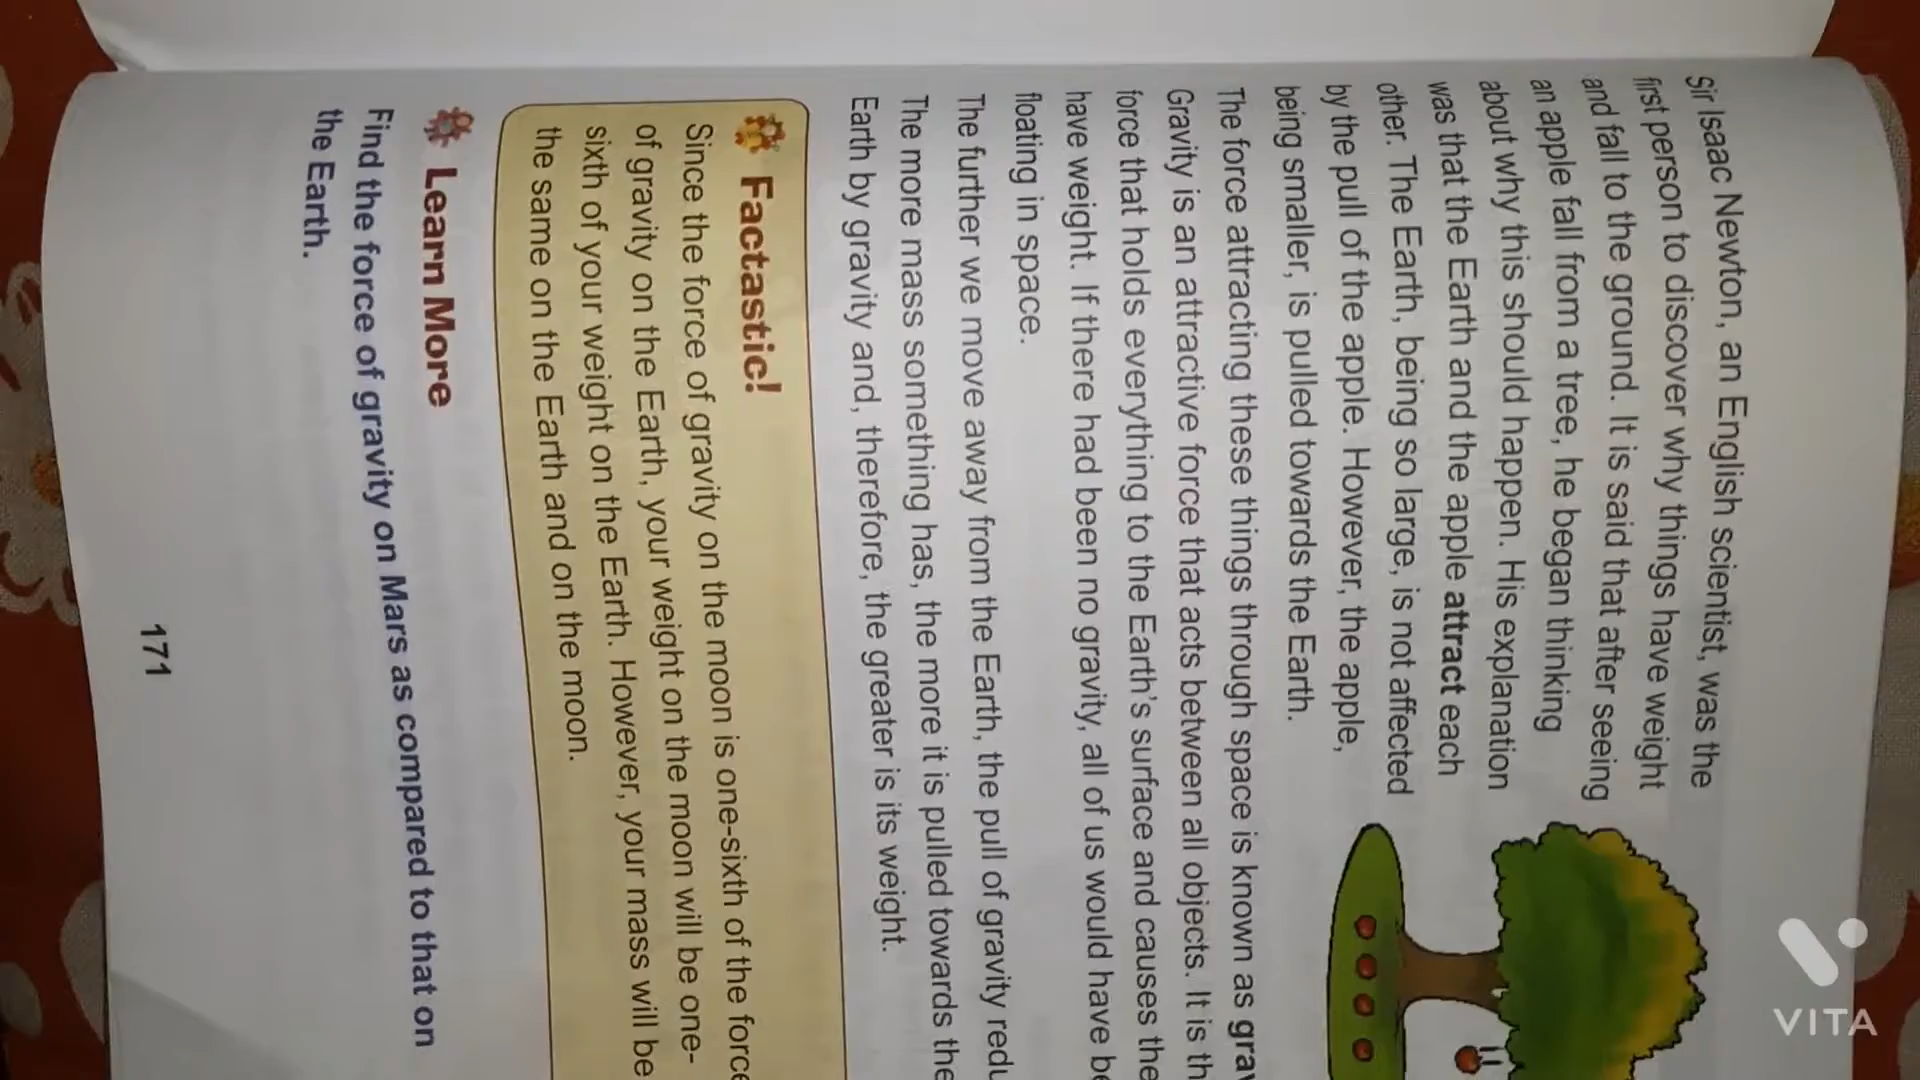 Sir Isaac Newton, an English scientist, was the
first person to discover why things have weight
and fall to the ground. It is said that after seeing
an apple fall from a tree, he began thinking
about why this should happen. His explanation
was that the Earth and the apple attract each
other. The Earth, being so large, is not affected
by the pull of the apple. However, the apple,
being smaller, is pulled towards the Earth.
The force attracting these things through space is known as
Gravity is an attractive force that acts between all objects. It is
force that holds everything to the Earth's surface and causes
have weight. If there had been no gravity, all of us would have
floating in space.
The further we move away from the Earth, the pull of gravity
The more mass something has, the more it is pulled towards the
Earth by gravity and, therefore, the greater is its weight.
Factastic!
Since the force of gravity on the moon is one-sixth of the force
of gravity on the Earth, your weight on the moon will be one-
sixth of your weight on the Earth. However, your mass will be
the same on the Earth and on the moon.
Learn More
Find the force of gravity on Mars as compared to that on
the Earth.
171
VITA